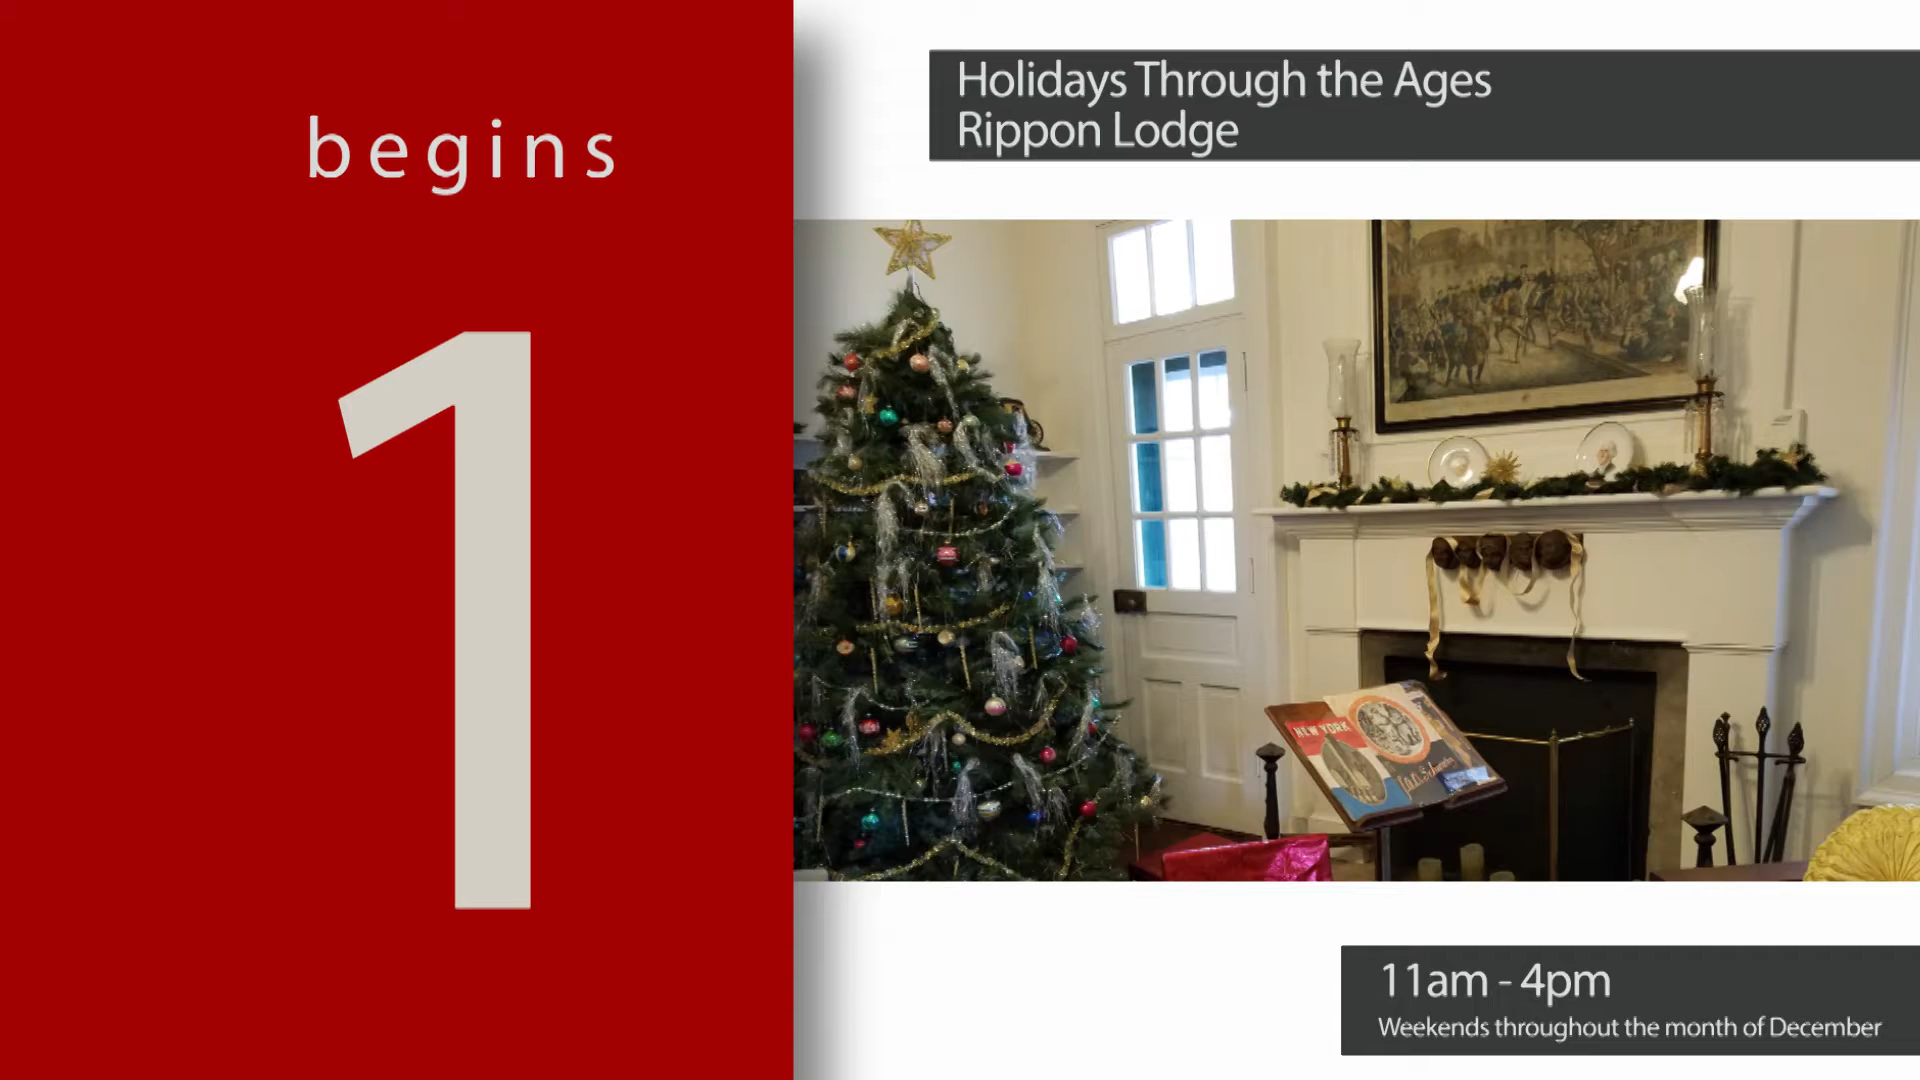 begins
1
Holidays Through the Ages
Rippon Lodge
NEW YORK
11am - 4pm
Weekends throughout the month of December